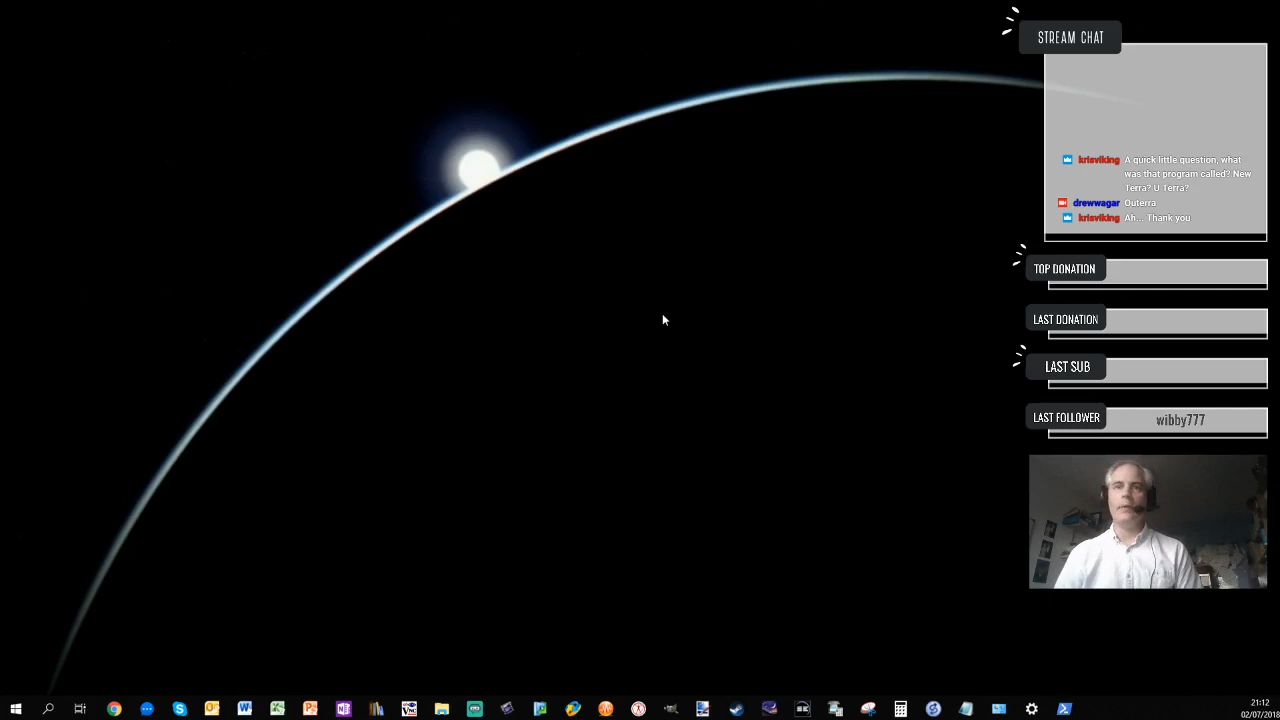 STREAM CHAT
krisviking A quick little question, what
was that program called? New
Terra? U Terra?
drewwagar Outerra
krisviking Ah... Thank you
TOP DONATION
LAST DONATION
LAST SUB
LAST FOLLOWER wibby777
21:12
02/07/2018